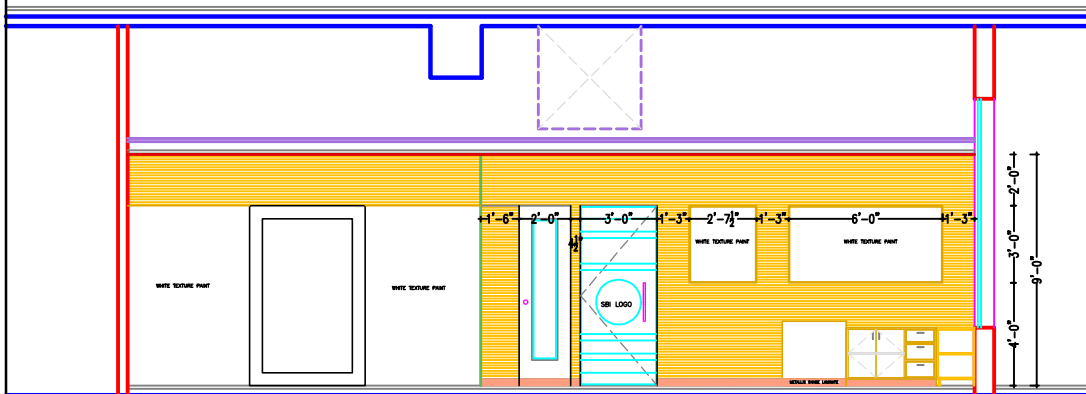 1'-6" 2'-0" 3'-0" 1'-3" 2'-7½" 1'-3" 6'-0" 1'-3"
2'-0"
4½"
WHITE TEXTURE PAINT
WHITE TEXTURE PAINT
3'-0"
9'-0"
WHITE TEXTURE PAINT
WHITE TEXTURE PAINT
SBI LOGO
4'-0"